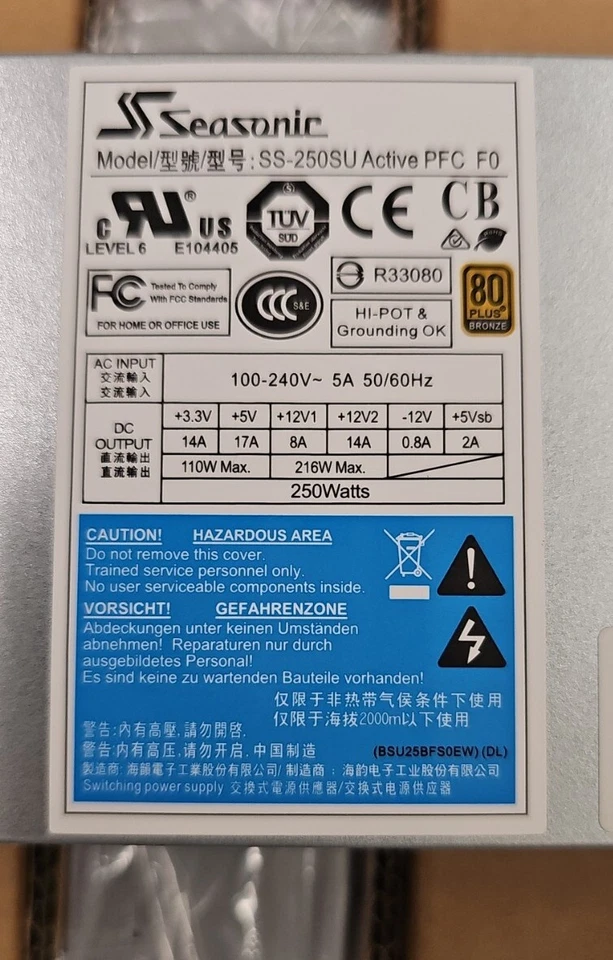 Seasonic
Model/型號/型号: SS-250SU Active PFC F0
c RU US
LEVEL 6 E104405
TÜV
SÜD
CE
CB
RoHS
FC Tested To Comply
With FCC Standards
FOR HOME OR OFFICE USE
CCC S&E
R33080
HI-POT &
Grounding OK
80
PLUS®
BRONZE
AC INPUT
交流輸入
交流输入
100-240V~ 5A 50/60Hz
DC
OUTPUT
直流輸出
直流输出
+3.3V +5V +12V1 +12V2 -12V +5Vsb
14A 17A 8A 14A 0.8A 2A
110W Max. 216W Max.
250Watts
CAUTION! HAZARDOUS AREA
Do not remove this cover.
Trained service personnel only.
No user serviceable components inside.
VORSICHT! GEFAHRENZONE
Abdeckungen unter keinen Umständen
abnehmen! Reparaturen nur durch
ausgebildetes Personal!
Es sind keine zu wartenden Bauteile vorhanden!
仅限于非热带气候条件下使用
仅限于海拔2000m以下使用
警告:內有高壓,請勿開啓.
警告:内有高压,请勿开启. 中国制造
(BSU25BFS0EW) (DL)
製造商: 海韻電子工業股份有限公司/ 制造商 : 海韵电子工业股份有限公司
Switching power supply 交換式電源供應器/交换式电源供应器